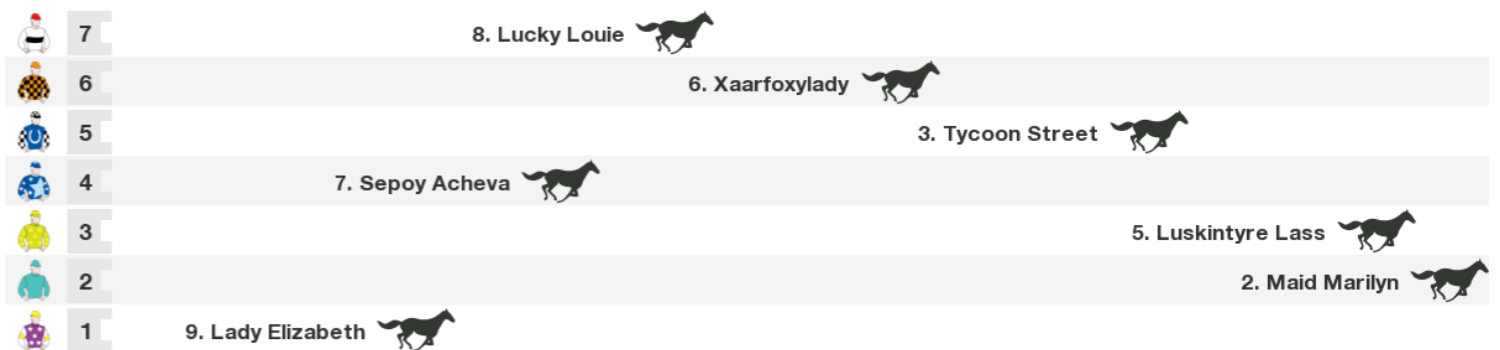 7 8. Lucky Louie
6 6. Xaarfoxylady
5 3. Tycoon Street
4 7. Sepoy Acheva
3 5. Luskintyre Lass
2 2. Maid Marilyn
1 9. Lady Elizabeth